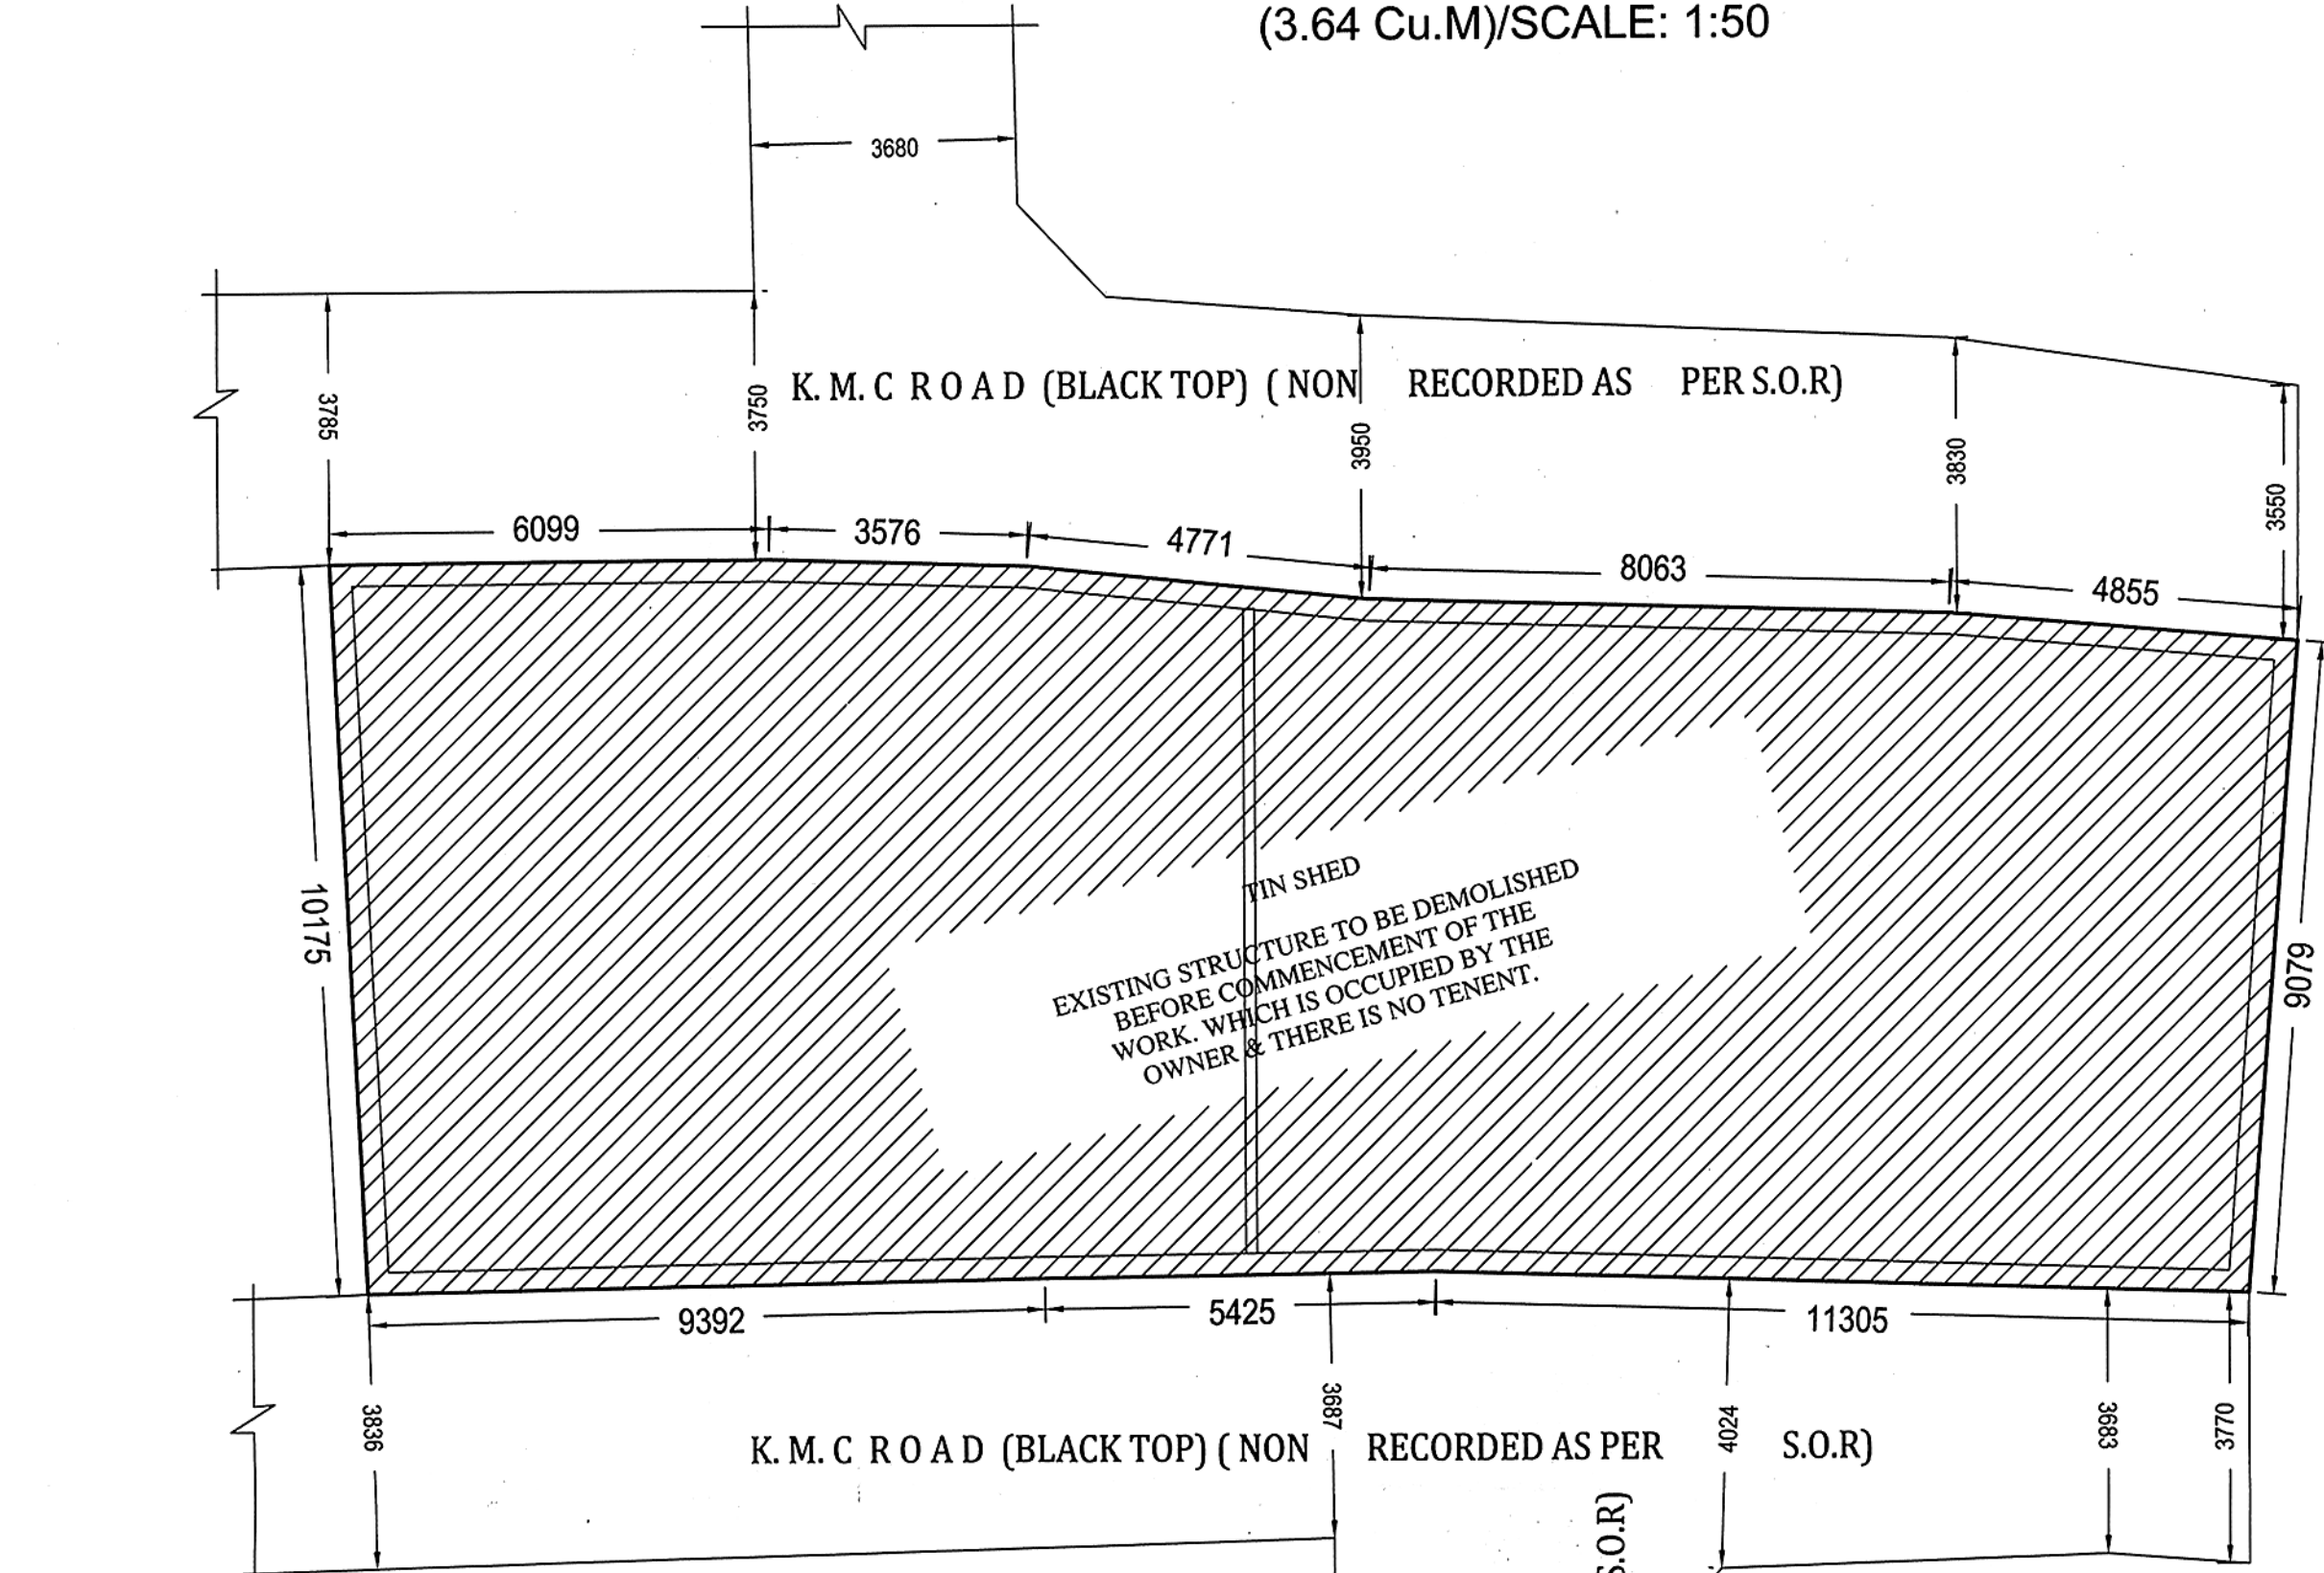 (3.64 Cu.M)/SCALE: 1:50
3680
K. M. C R O A D (BLACK TOP) ( NON RECORDED AS PER S.O.R)
3785
3750
3950
3830
3550
6099
3576
4771
8063
4855
10175
TIN SHED
EXISTING STRUCTURE TO BE DEMOLISHED
BEFORE COMMENCEMENT OF THE
WORK. WHICH IS OCCUPIED BY THE
OWNER & THERE IS NO TENENT.
9079
9392
5425
11305
3836
3987
4024
3683
3770
K. M. C R O A D (BLACK TOP) ( NON RECORDED AS PER S.O.R)
S.O.R)